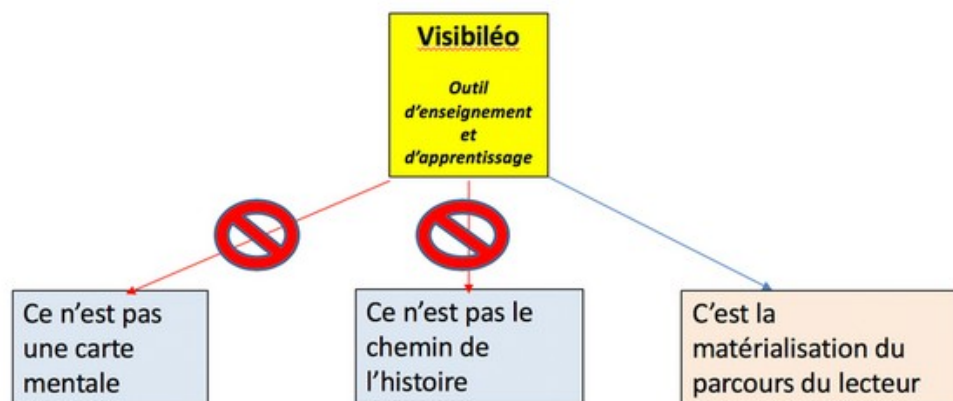 Visibiléo
Outil
d'enseignement
et
d'apprentissage
Ce n'est pas
une carte
mentale
Ce n'est pas le
chemin de
l'histoire
C'est la
matérialisation du
parcours du lecteur